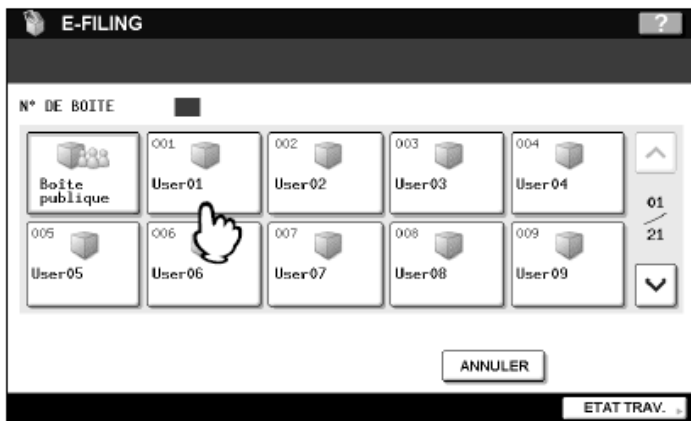 E-FILING
?
N° DE BOITE
Boîte
publique
001
User01
002
User02
003
User03
004
User04
01
21
005
User05
006
User06
007
User07
008
User08
009
User09
ANNULER
ETAT TRAV.